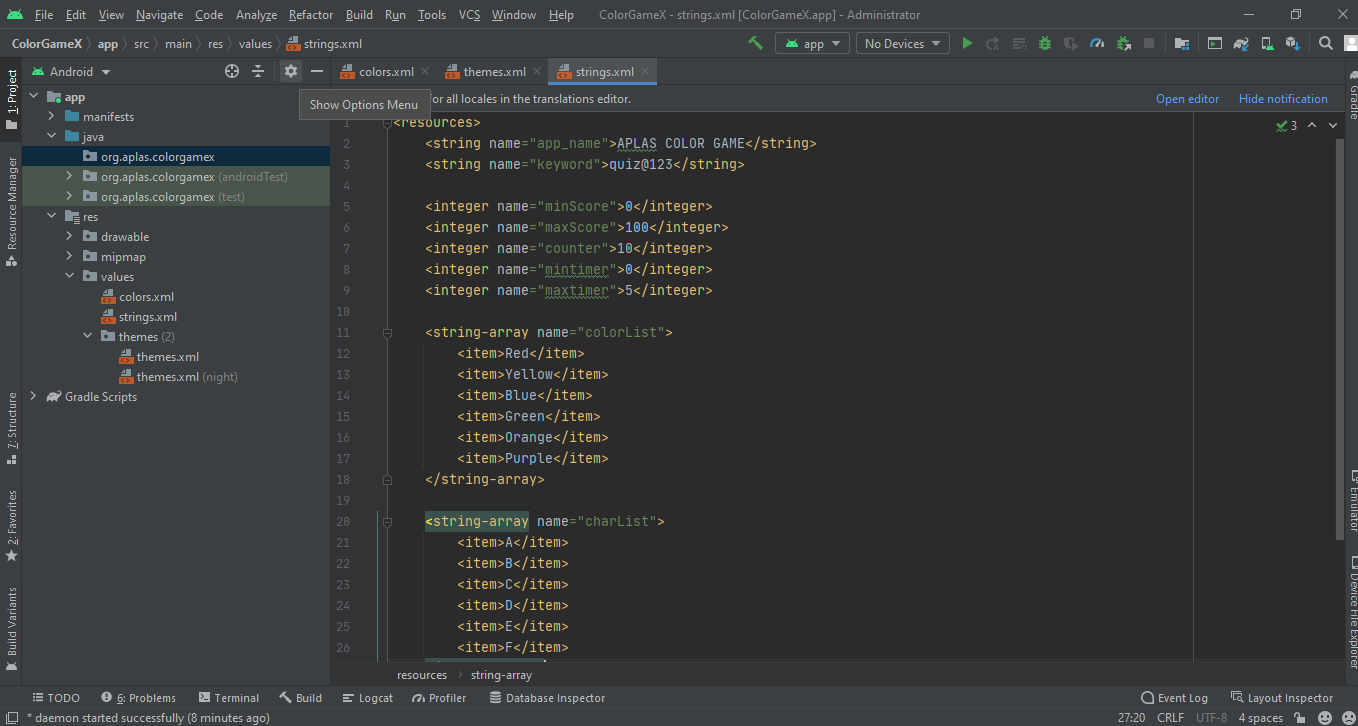 File Edit View Navigate Code Analyze Refactor Build Run Tools VCS Window Help ColorGameX - strings.xml [ColorGameX.app] - Administrator
ColorGameX app src main res values strings.xml app No Devices
Android colors.xml themes.xml strings.xml
for all locales in the translations editor. Open editor Hide notification
Show Options Menu
1: Project
Resource Manager
7: Structure
2: Favorites
Build Variants
app
manifests
java
org.aplas.colorgamex
org.aplas.colorgamex (androidTest)
org.aplas.colorgamex (test)
res
drawable
mipmap
values
colors.xml
strings.xml
themes (2)
themes.xml
themes.xml (night)
Gradle Scripts
3
1 <resources>
2 <string name="app_name">APLAS COLOR GAME</string>
3 <string name="keyword">quiz@123</string>
4
5 <integer name="minScore">0</integer>
6 <integer name="maxScore">100</integer>
7 <integer name="counter">10</integer>
8 <integer name="mintimer">0</integer>
9 <integer name="maxtimer">5</integer>
10
11 <string-array name="colorList">
12 <item>Red</item>
13 <item>Yellow</item>
14 <item>Blue</item>
15 <item>Green</item>
16 <item>Orange</item>
17 <item>Purple</item>
18 </string-array>
19
20 <string-array name="charList">
21 <item>A</item>
22 <item>B</item>
23 <item>C</item>
24 <item>D</item>
25 <item>E</item>
26 <item>F</item>
Gradle
Emulator
Device File Explorer
resources string-array
TODO 6: Problems Terminal Build Logcat Profiler Database Inspector Event Log Layout Inspector
* daemon started successfully (8 minutes ago) 27:20 CRLF UTF-8 4 spaces